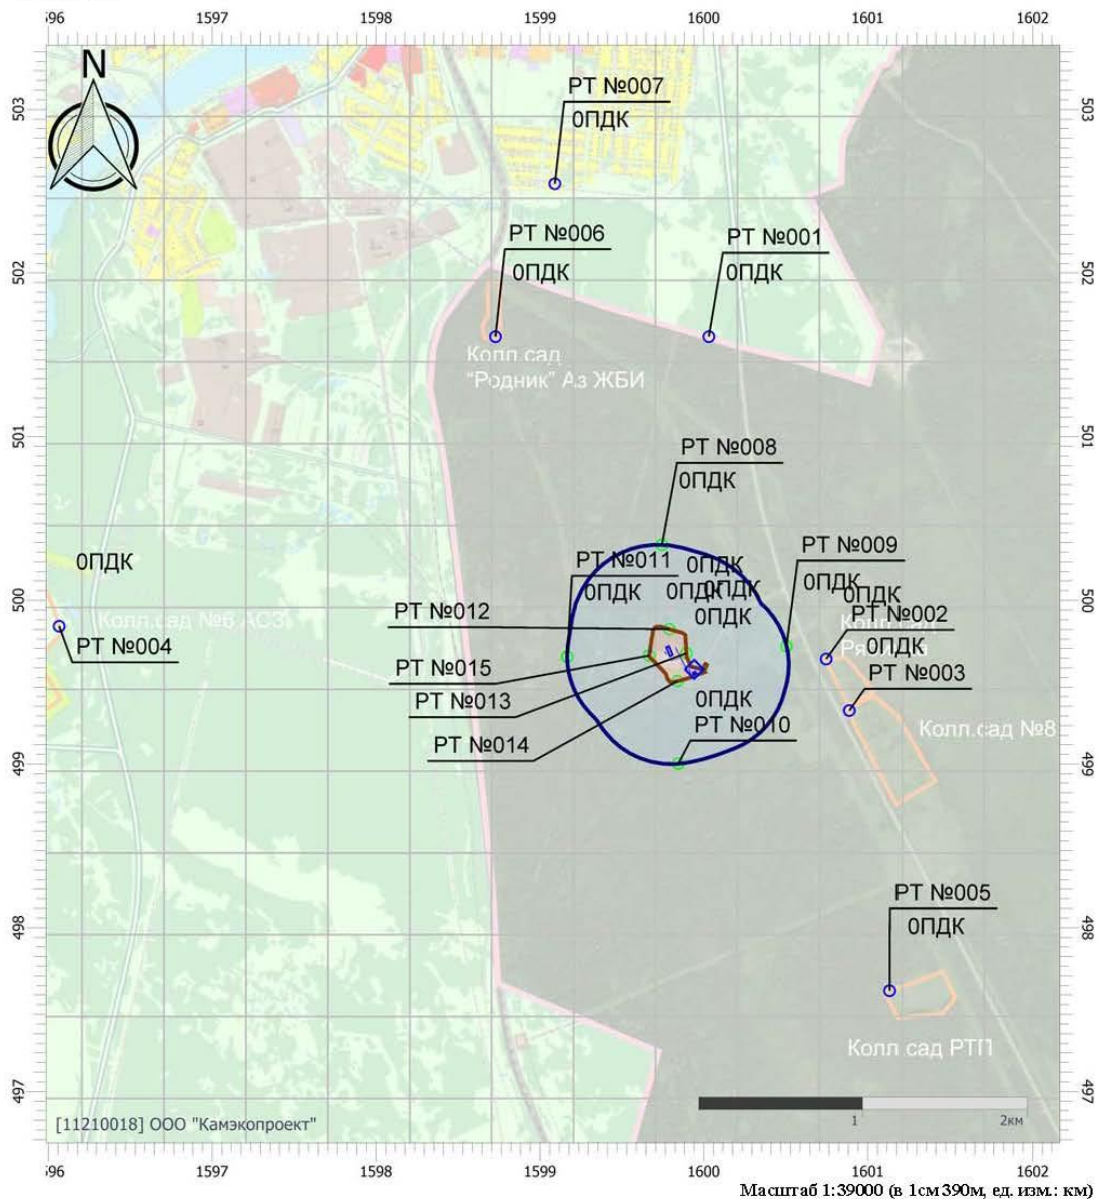 596 1597 1598 1599 1600 1601 1602
N
503 503
РТ №007
0ПДК
РТ №006
0ПДК
РТ №001
0ПДК
502 502
Колл.сад
"Родник" Аз ЖБИ
501 501
РТ №008
0ПДК
РТ №009
0ПДК
0ПДК
РТ №011
0ПДК
0ПДК
0ПДК
0ПДК
0ПДК
0ПДК
500 500
РТ №012
РТ №002
0ПДК
Колл.сад №6 АСЗ
РТ №004
РТ №015
РТ №003
РТ №013
0ПДК
РТ №010
РТ №014
Колл.сад №8
499 499
РТ №005
0ПДК
498 498
Колл.сад РТП
497 497
[11210018] ООО "Камэкопроект"
1 2км
596 1597 1598 1599 1600 1601 1602
Масштаб 1:39000 (в 1см 390м, ед. изм.: км)